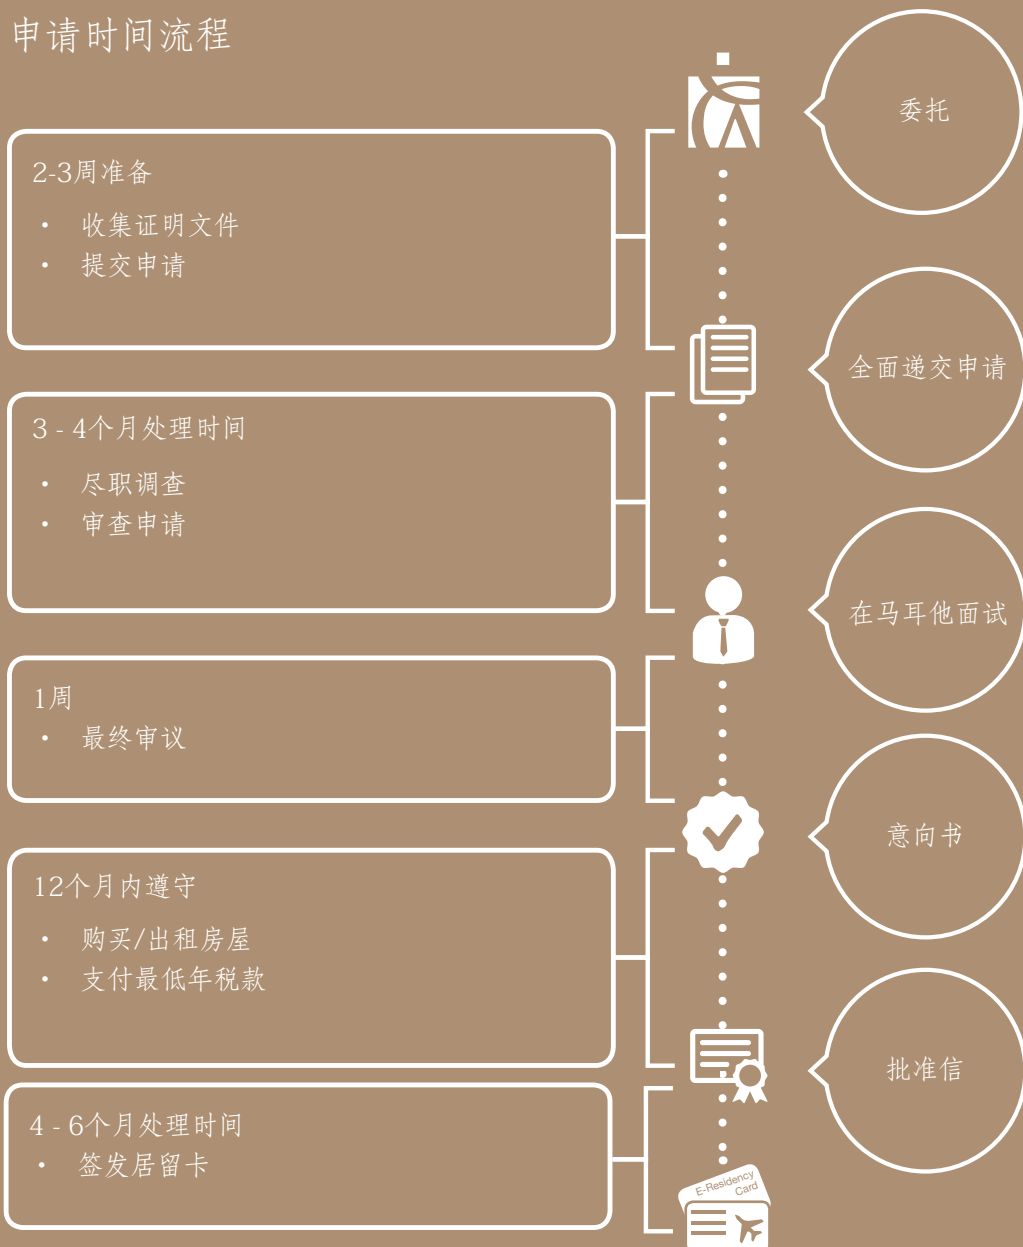 申请时间流程
委托
2-3周准备
• 收集证明文件
• 提交申请
全面递交申请
3 - 4个月处理时间
• 尽职调查
• 审查申请
在马耳他面试
1周
• 最终审议
意向书
12个月内遵守
• 购买/出租房屋
• 支付最低年税款
批准信
4 - 6个月处理时间
• 签发居留卡
E-Residency
Card